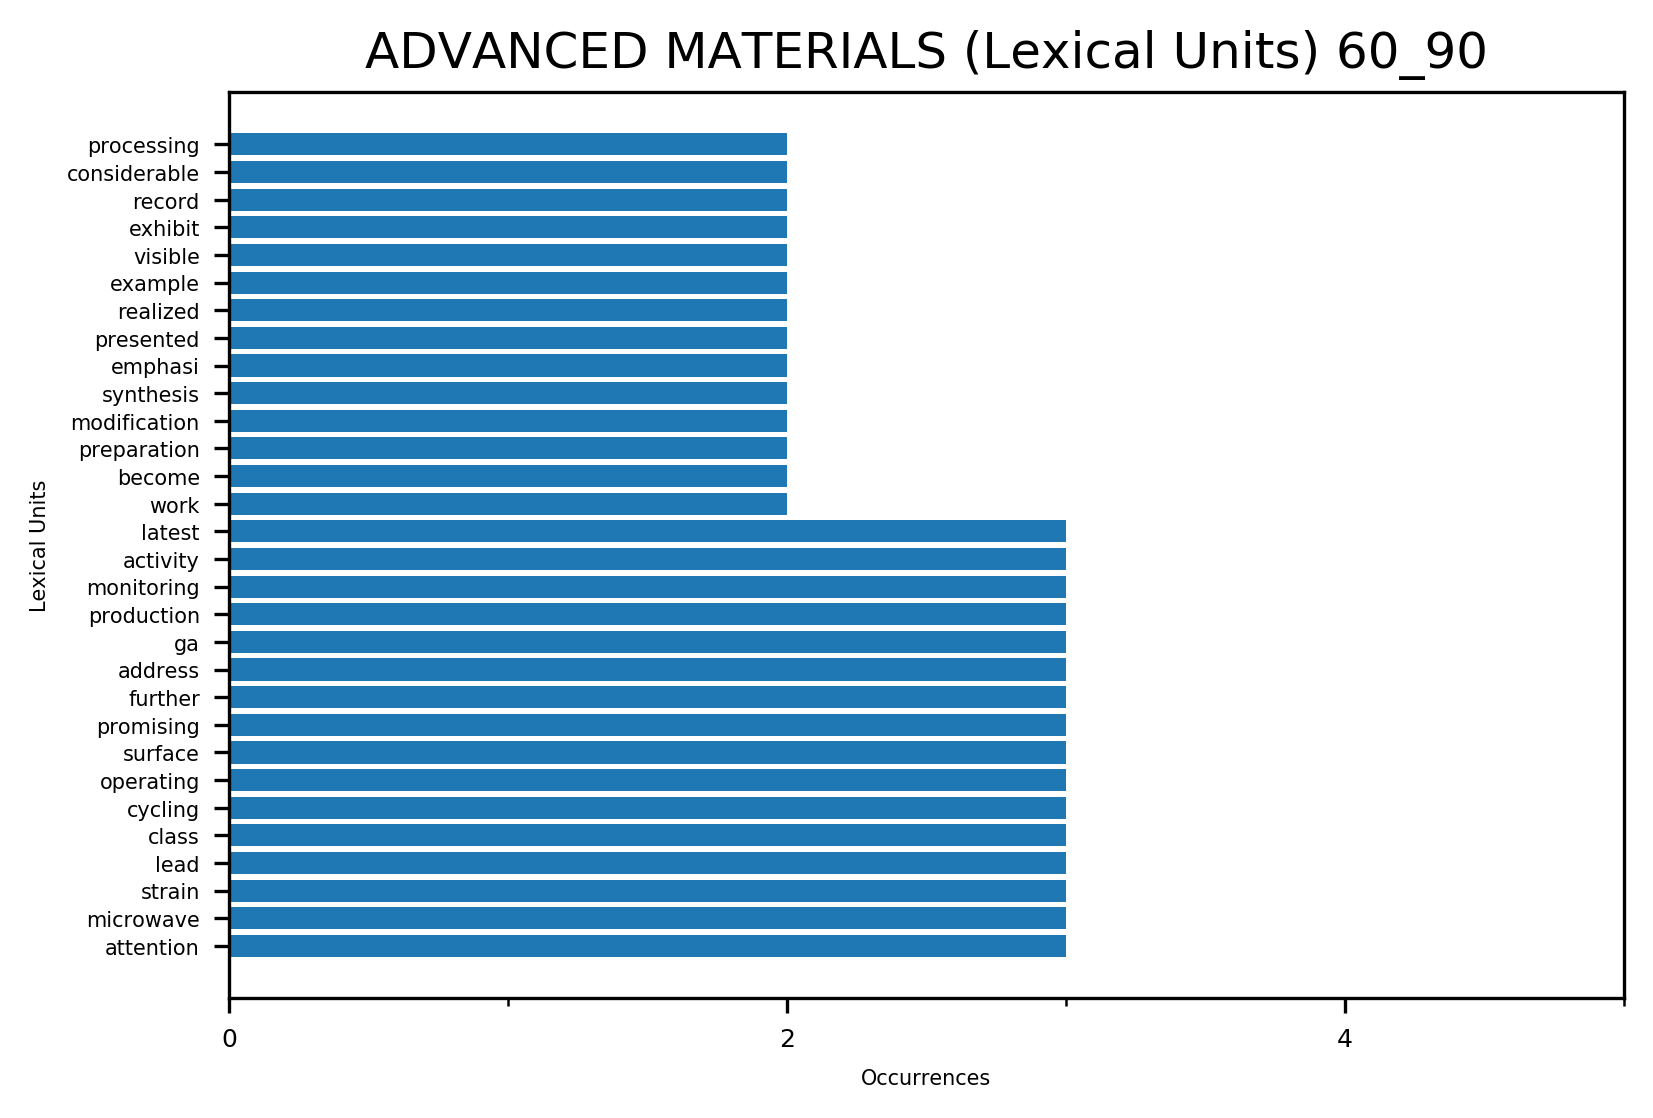 ADVANCED MATERIALS (Lexical Units) 60_90
processing
considerable
record
exhibit
visible
example
realized
presented
emphasi
synthesis
modification
preparation
become
work
latest
activity
monitoring
production
ga
address
further
promising
surface
operating
cycling
class
lead
strain
microwave
attention
Lexical Units
0 2 4
Occurrences